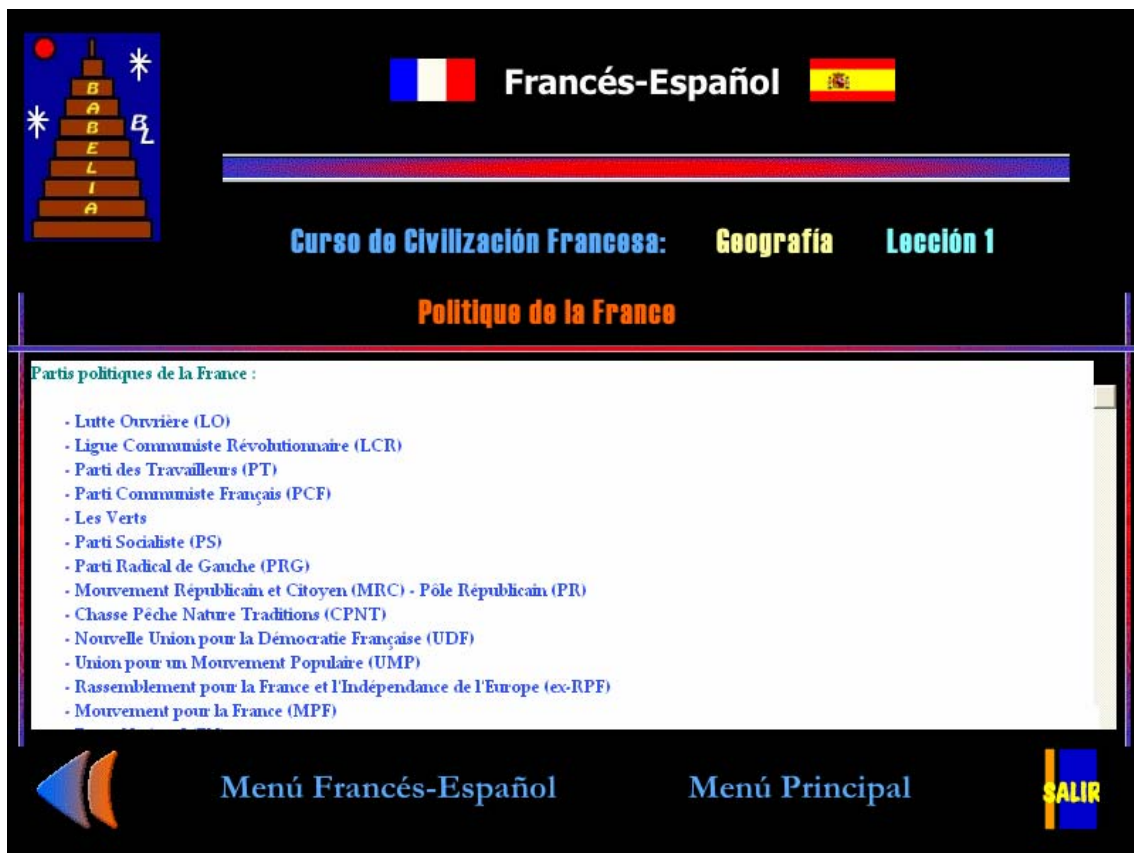 BABELIA
BL
Francés-Español
Curso de Civilización Francesa: Geografía Lección 1
Politique de la France
Partis politiques de la France :
- Lutte Ouvrière (LO)
- Ligue Communiste Révolutionnaire (LCR)
- Parti des Travailleurs (PT)
- Parti Communiste Français (PCF)
- Les Verts
- Parti Socialiste (PS)
- Parti Radical de Gauche (PRG)
- Mouvement Républicain et Citoyen (MRC) - Pôle Républicain (PR)
- Chasse Pêche Nature Traditions (CPNT)
- Nouvelle Union pour la Démocratie Française (UDF)
- Union pour un Mouvement Populaire (UMP)
- Rassemblement pour la France et l'Indépendance de l'Europe (ex-RPF)
- Mouvement pour la France (MPF)
Menú Francés-Español Menú Principal
SALIR